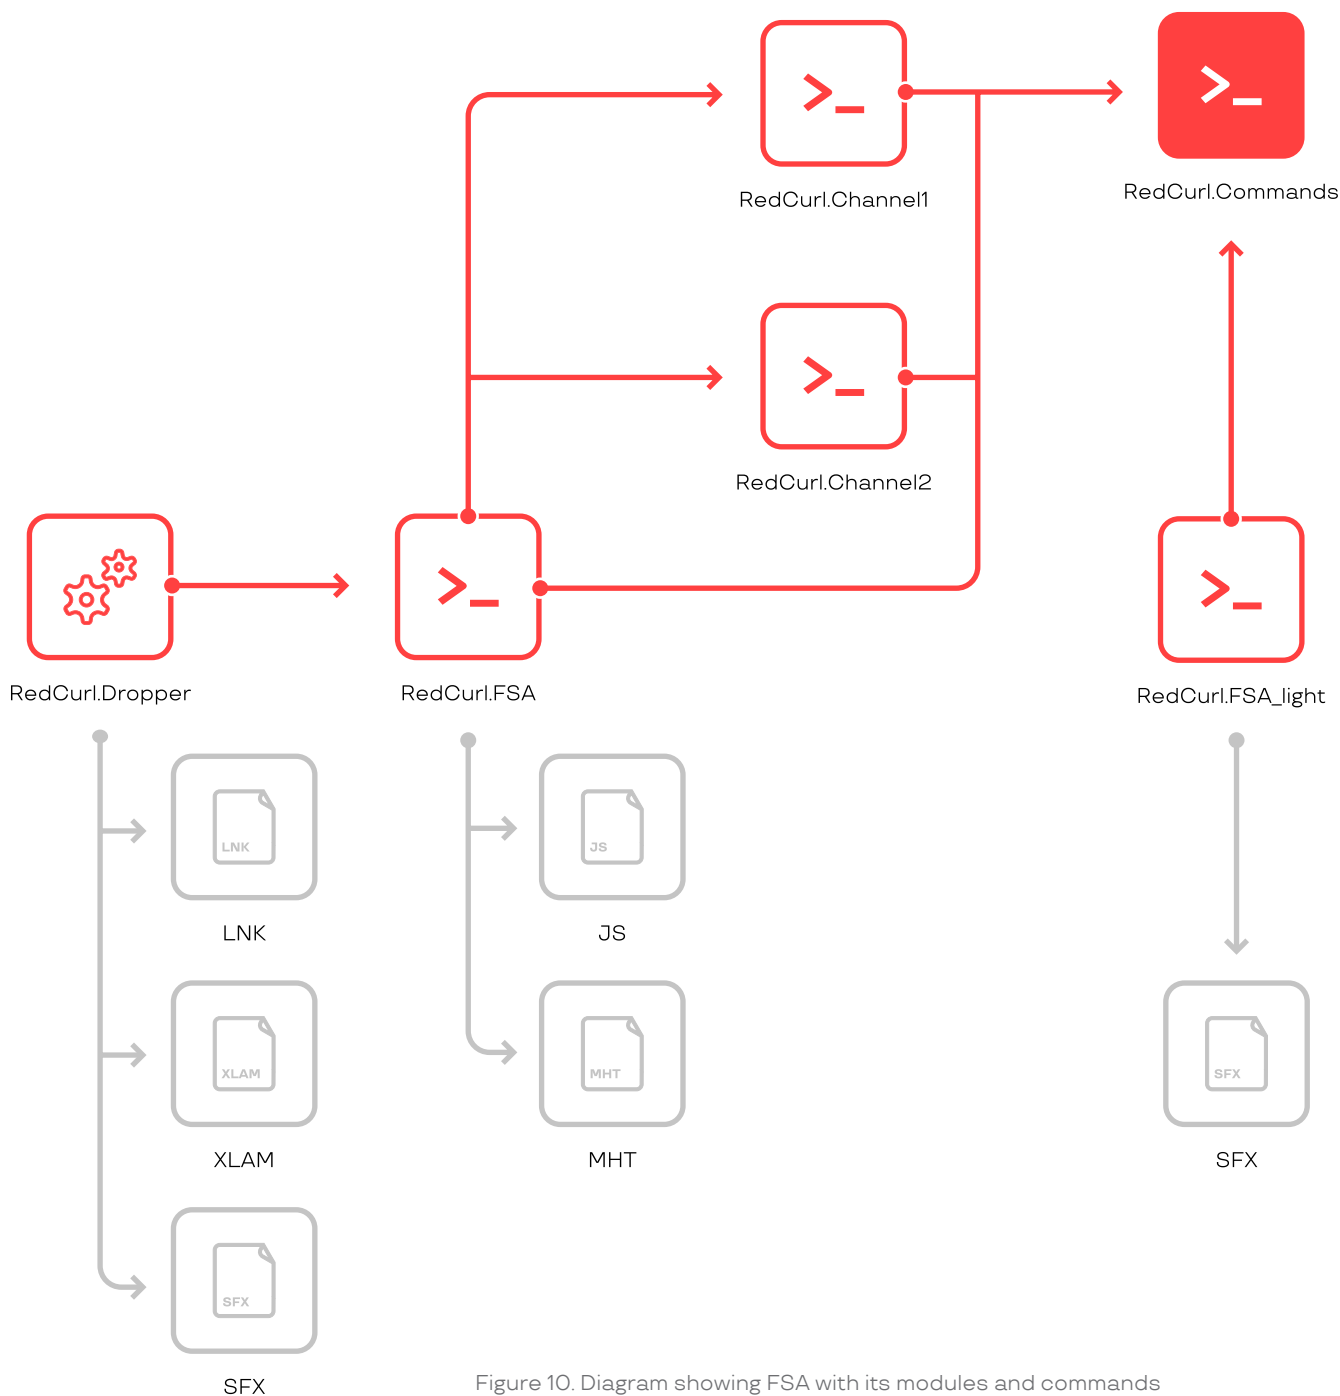 RedCurl.Channel1
RedCurl.Commands
RedCurl.Channel2
RedCurl.Dropper
RedCurl.FSA
RedCurl.FSA_light
LNK
JS
LNK
JS
XLAM
MHT
SFX
XLAM
MHT
SFX
SFX
SFX
Figure 10. Diagram showing FSA with its modules and commands